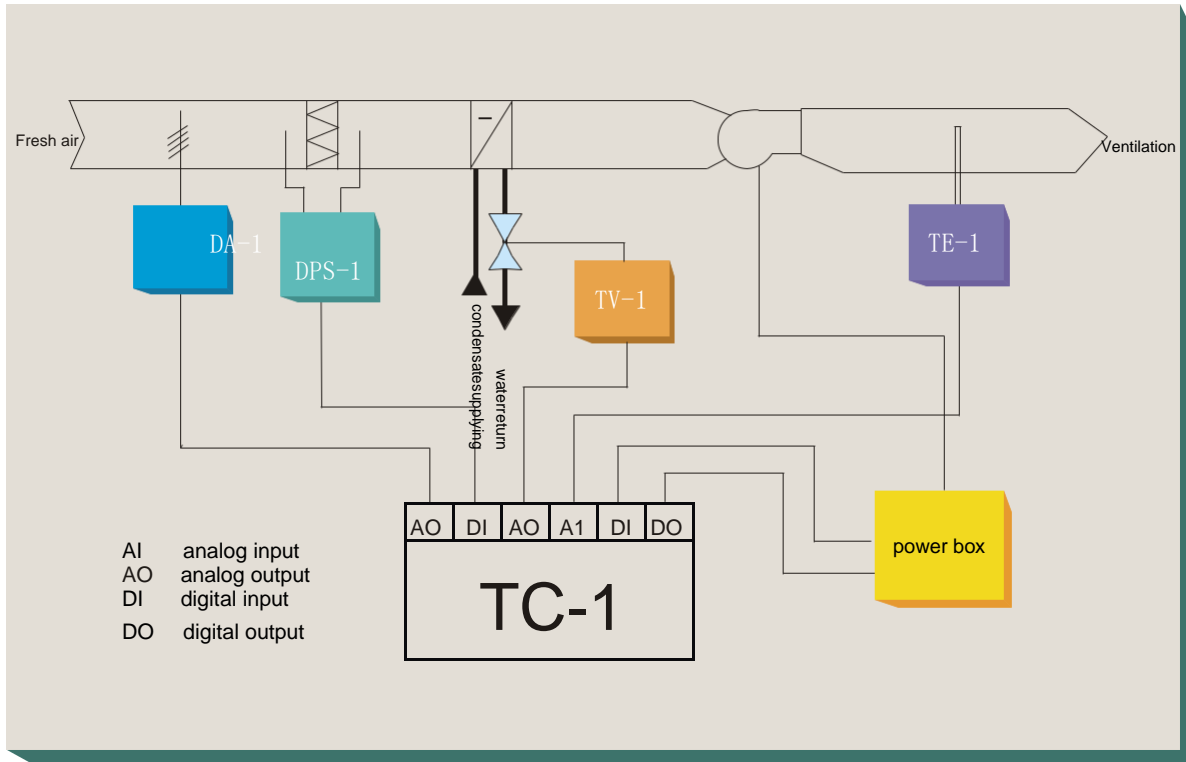 Fresh air
Ventilation
DA-1
DPS-1
TV-1
TE-1
condensatesupplying
waterreturn
AO DI AO A1 DI DO
TC-1
power box
AI analog input
AO analog output
DI digital input
DO digital output